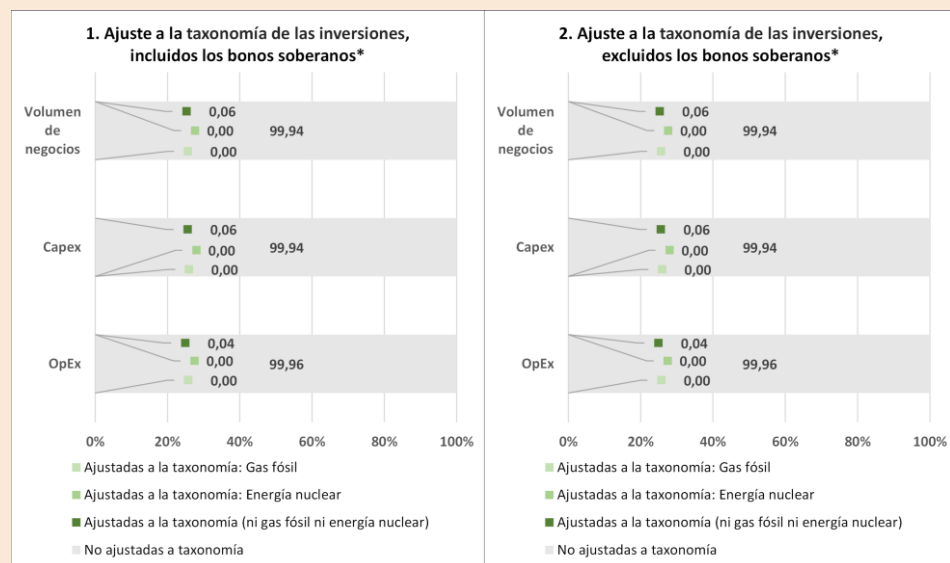 1. Ajuste a la taxonomía de las inversiones,
incluidos los bonos soberanos*
Volumen
de
negocios
0,06
0,00
0,00
99,94
Capex
0,06
0,00
0,00
99,94
OpEx
0,04
0,00
0,00
99,96
0% 20% 40% 60% 80% 100%
Ajustadas a la taxonomía: Gas fósil
Ajustadas a la taxonomía: Energía nuclear
Ajustadas a la taxonomía (ni gas fósil ni energía nuclear)
No ajustadas a taxonomía
2. Ajuste a la taxonomía de las inversiones,
excluidos los bonos soberanos*
Volumen
de
negocios
0,06
0,00
0,00
99,94
Capex
0,06
0,00
0,00
99,94
OpEx
0,04
0,00
0,00
99,96
0% 20% 40% 60% 80% 100%
Ajustadas a la taxonomía: Gas fósil
Ajustadas a la taxonomía: Energía nuclear
Ajustadas a la taxonomía (ni gas fósil ni energía nuclear)
No ajustadas a taxonomía